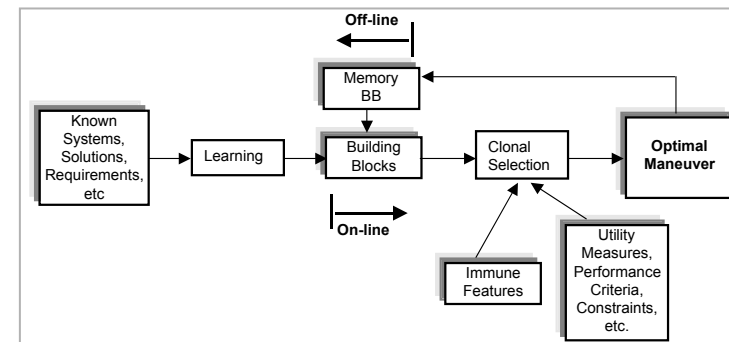 Off-line
Memory
BB
Known
Systems,
Solutions,
Requirements,
etc
Learning
Building
Blocks
Clonal
Selection
Optimal
Maneuver
On-line
Immune
Features
Utility
Measures,
Performance
Criteria,
Constraints,
etc.